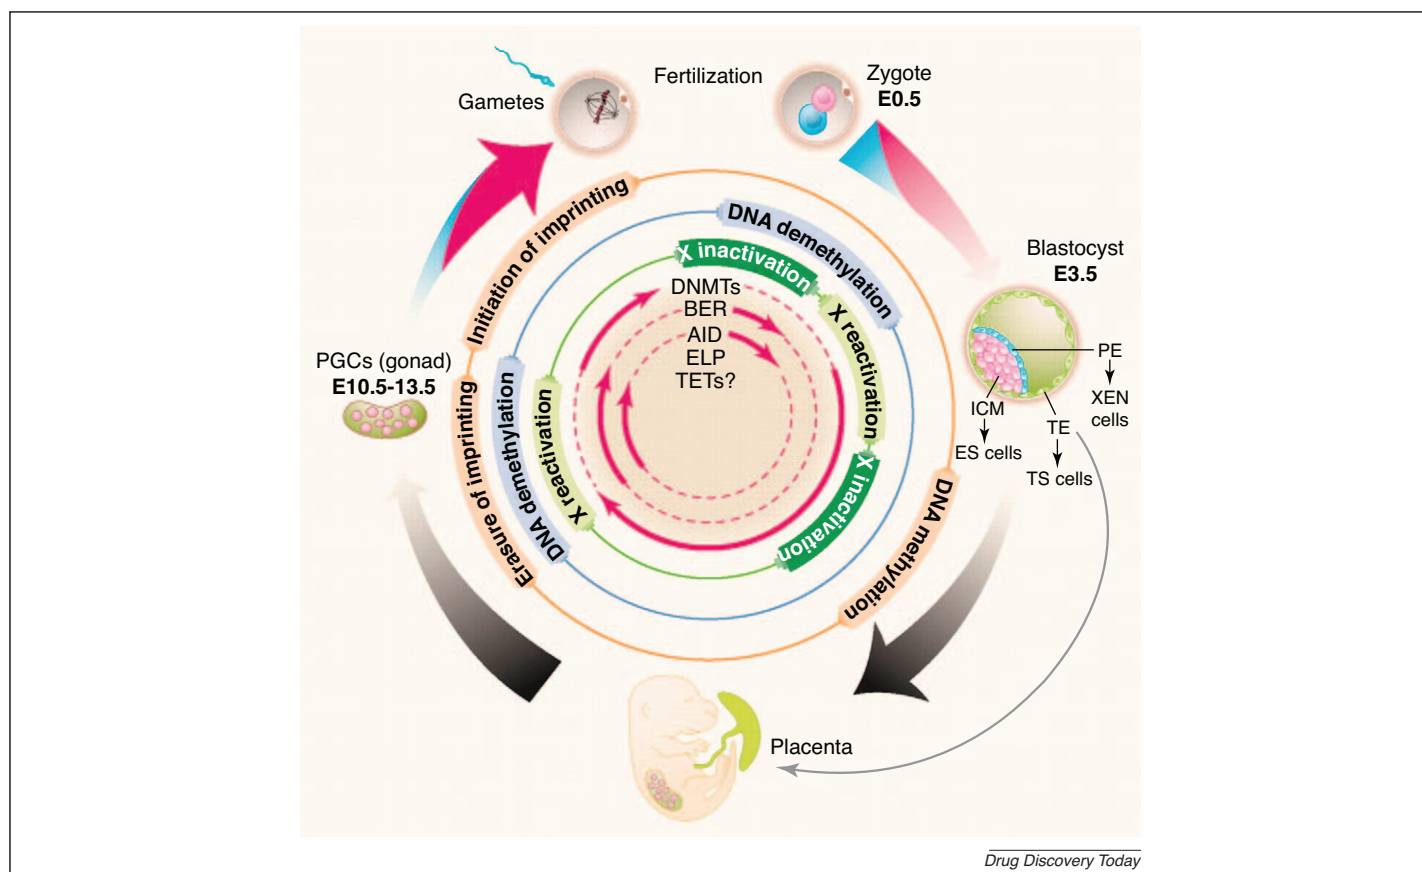 Fertilization
Zygote
E0.5
Gametes
Initiation of imprinting
DNA demethylation
X inactivation
Blastocyst
E3.5
DNMTs
BER
AID
ELP
TETs?
X reactivation
PGCs (gonad)
E10.5-13.5
PE
XEN
cells
ICM
ES cells
TE
TS cells
Erasure of imprinting
DNA demethylation
X reactivation
X inactivation
DNA methylation
Placenta
Drug Discovery Today